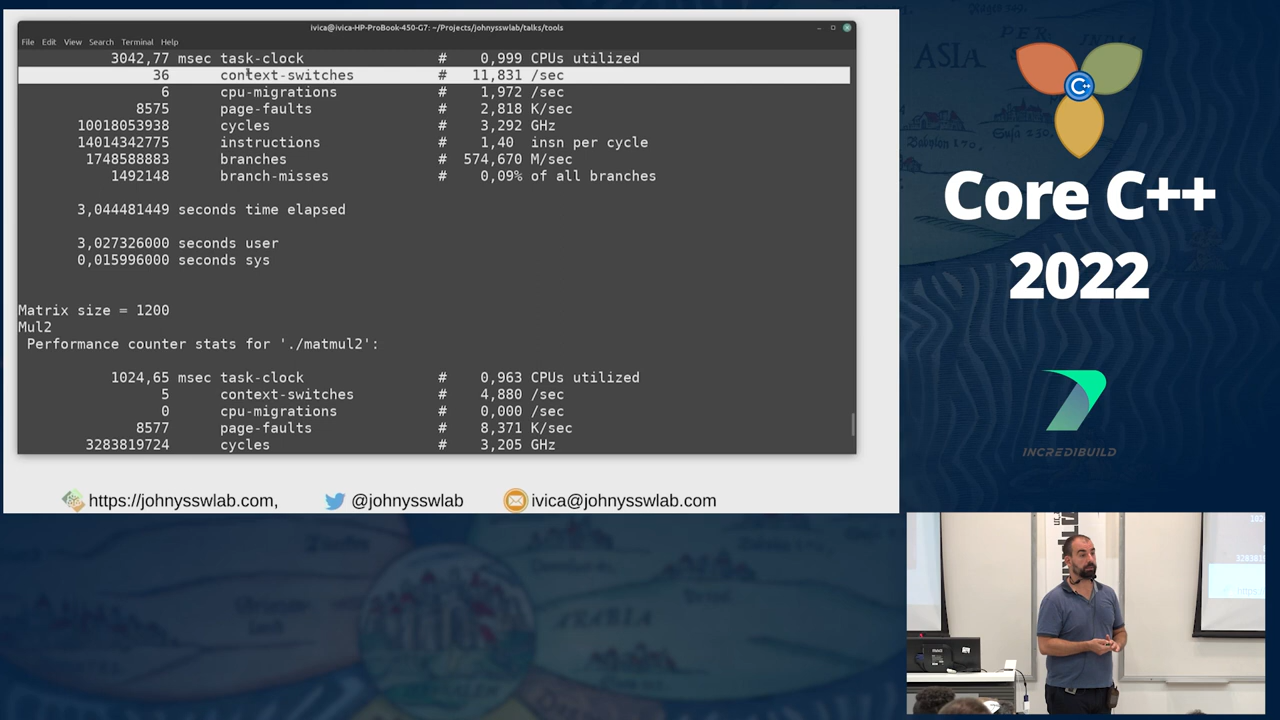 ivica@ivica-HP-ProBook-450-G7: ~/Projects/johnysswlab/talks/tools
File Edit View Search Terminal Help
3042,77 msec task-clock # 0,999 CPUs utilized
36 context-switches # 11,831 /sec
6 cpu-migrations # 1,972 /sec
8575 page-faults # 2,818 K/sec
10018053938 cycles # 3,292 GHz
14014342775 instructions # 1,40 insn per cycle
1748588883 branches # 574,670 M/sec
1492148 branch-misses # 0,09% of all branches
3,044481449 seconds time elapsed
3,027326000 seconds user
0,015996000 seconds sys
Matrix size = 1200
Mul2
Performance counter stats for './matmul2':
1024,65 msec task-clock # 0,963 CPUs utilized
5 context-switches # 4,880 /sec
0 cpu-migrations # 0,000 /sec
8577 page-faults # 8,371 K/sec
3283819724 cycles # 3,205 GHz
https://johnysswlab.com, @johnysswlab ivica@johnysswlab.com
ASIA
PER:
C++
Core C++
2022
INCREDIBUILD
ARABIA